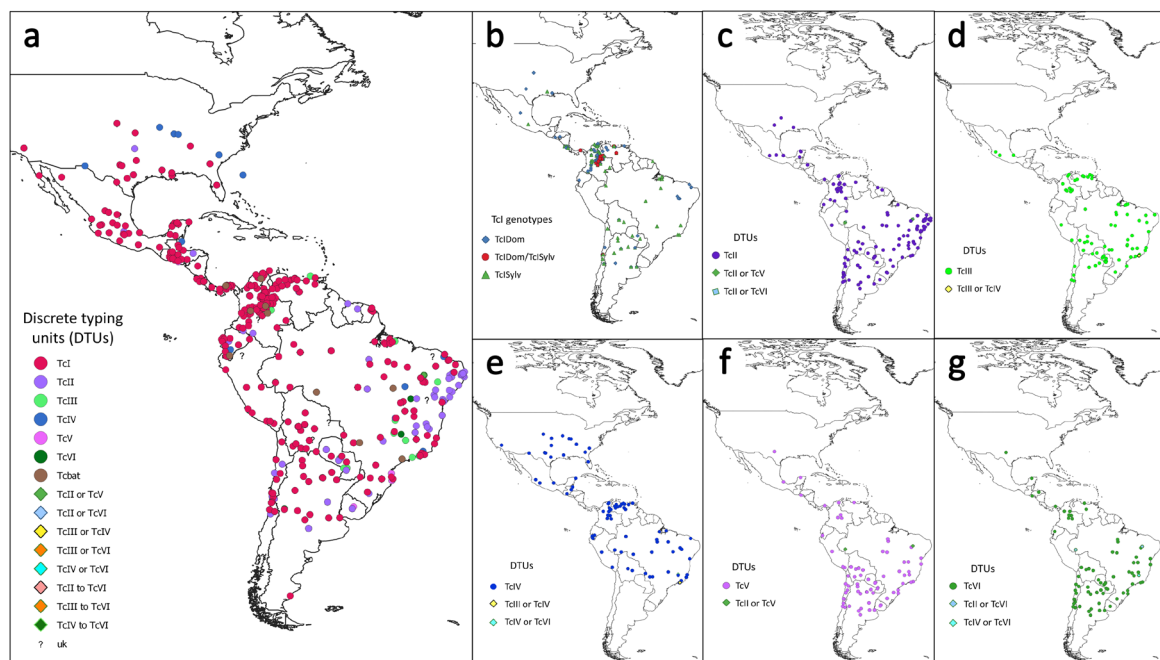 a
Discrete typing
units (DTUs)
TcI
TcII
TcIII
TcIV
TcV
TcVI
Tcbat
TcII or TcV
TcII or TcVI
TcIII or TcIV
TcIII or TcVI
TcIV or TcVI
TcII to TcVI
TcIII to TcVI
TcIV to TcVI
? uk
?
?
?
?
b
TcI genotypes
TcIDom
TcIDom/TcISylv
TcISylv
c
DTUs
TcII
TcII or TcV
TcII or TcVI
d
DTUs
TcIII
TcIII or TcIV
e
DTUs
TcIV
TcIII or TcIV
TcIV or TcVI
f
DTUs
TcV
TcII or TcV
g
DTUs
TcVI
TcII or TcVI
TcIV or TcVI